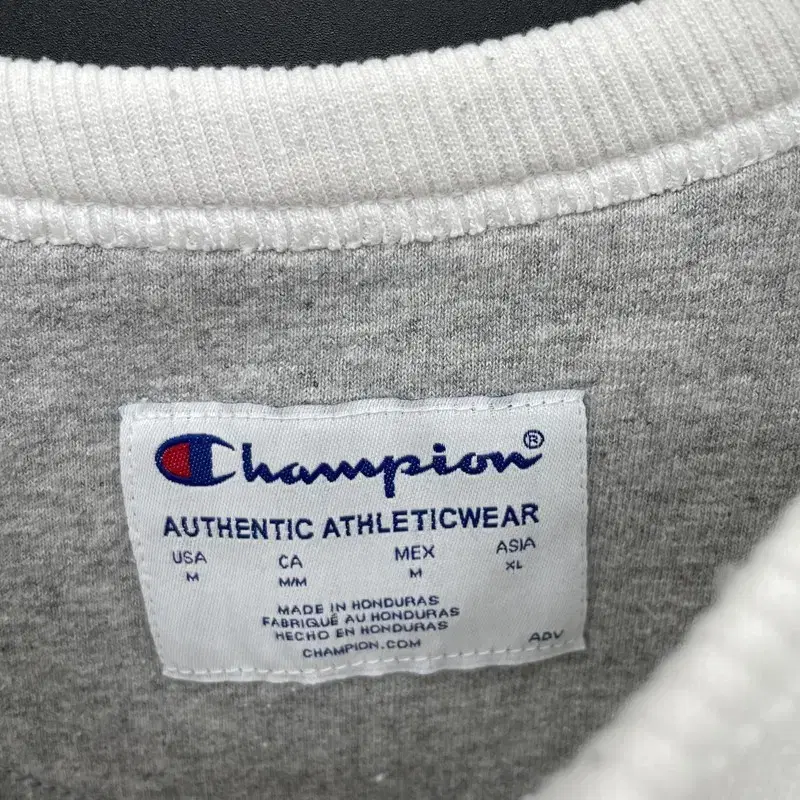 Champion®
AUTHENTIC ATHLETICWEAR
USA CA MEX ASIA
M M/M M XL
MADE IN HONDURAS
FABRIQUÉ AU HONDURAS
HECHO EN HONDURAS
CHAMPION.COM ADV